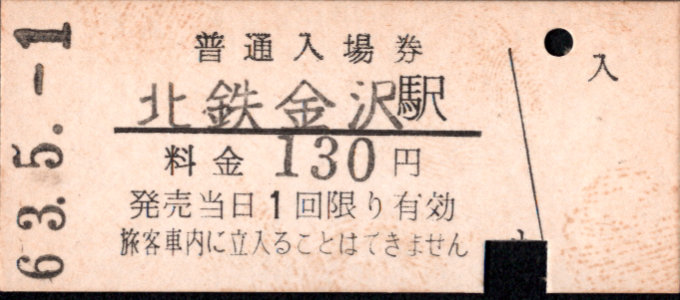 63.5.-1
普通入場券
北鉄金沢駅
料金130円
発売当日1回限り有効
旅客車内に立入ることはできません
入